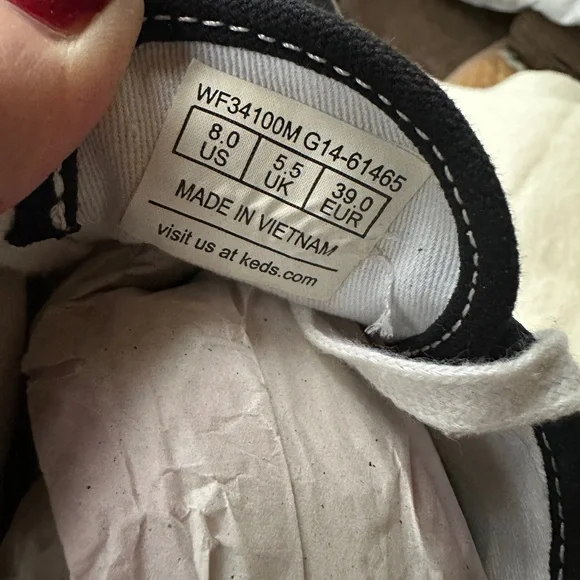 WF34100M G14-61465
8.0 5.5 39.0
US UK EUR
MADE IN VIETNAM
visit us at keds.com